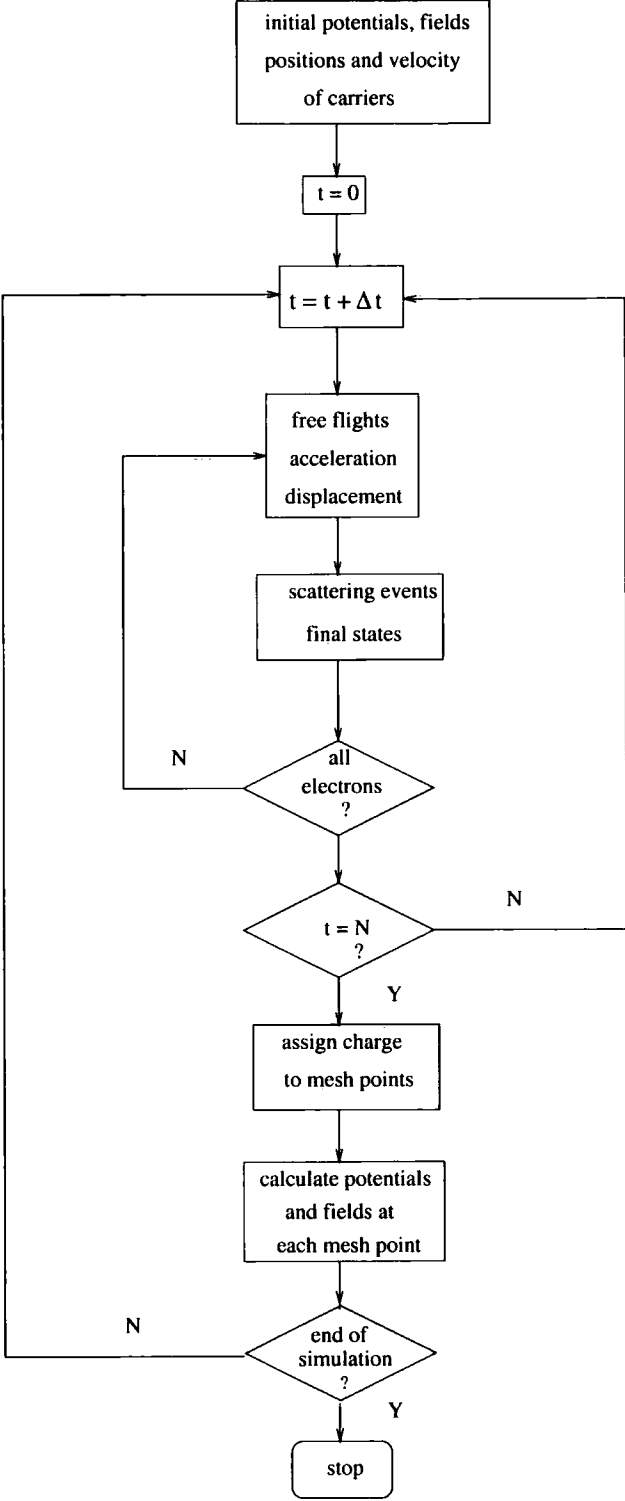 initial potentials, fields
positions and velocity
of carriers
t = 0
t = t + Δ t
free flights
acceleration
displacement
scattering events
final states
N
all
electrons
?
N
t = N
?
Y
assign charge
to mesh points
calculate potentials
and fields at
each mesh point
N
end of
simulation
?
Y
stop